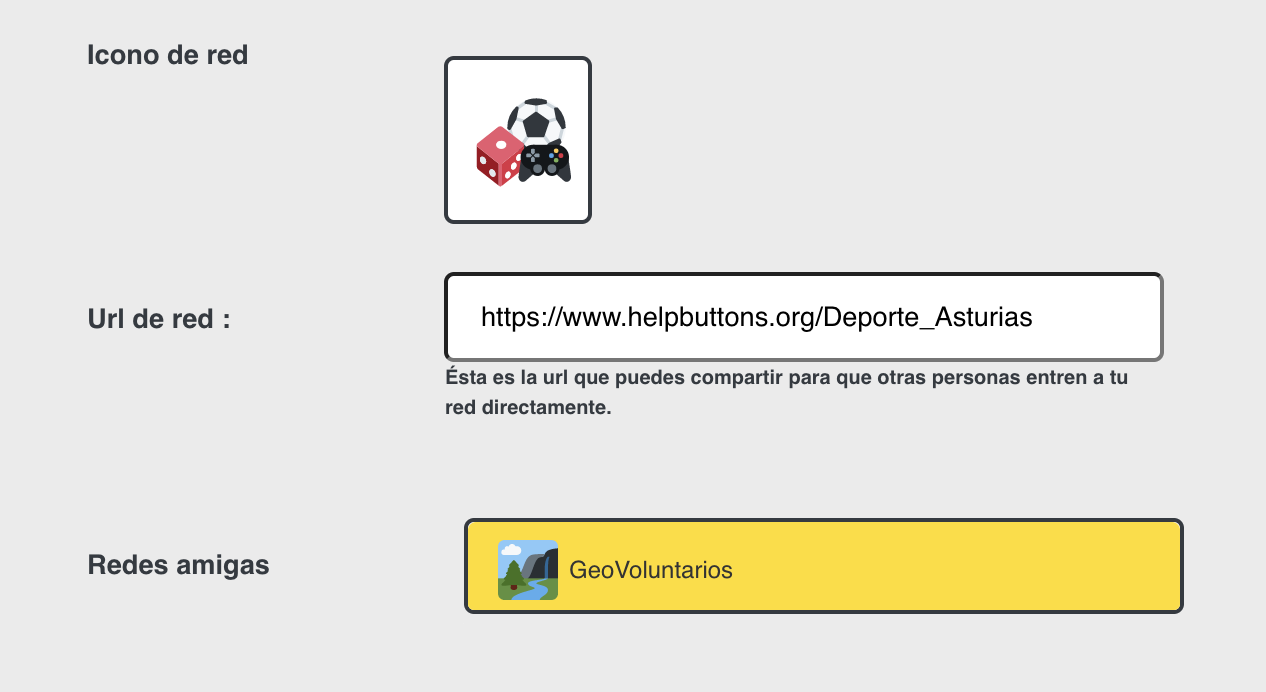 Icono de red
Url de red :
https://www.helpbuttons.org/Deporte_Asturias
Ésta es la url que puedes compartir para que otras personas entren a tu
red directamente.
Redes amigas
GeoVoluntarios